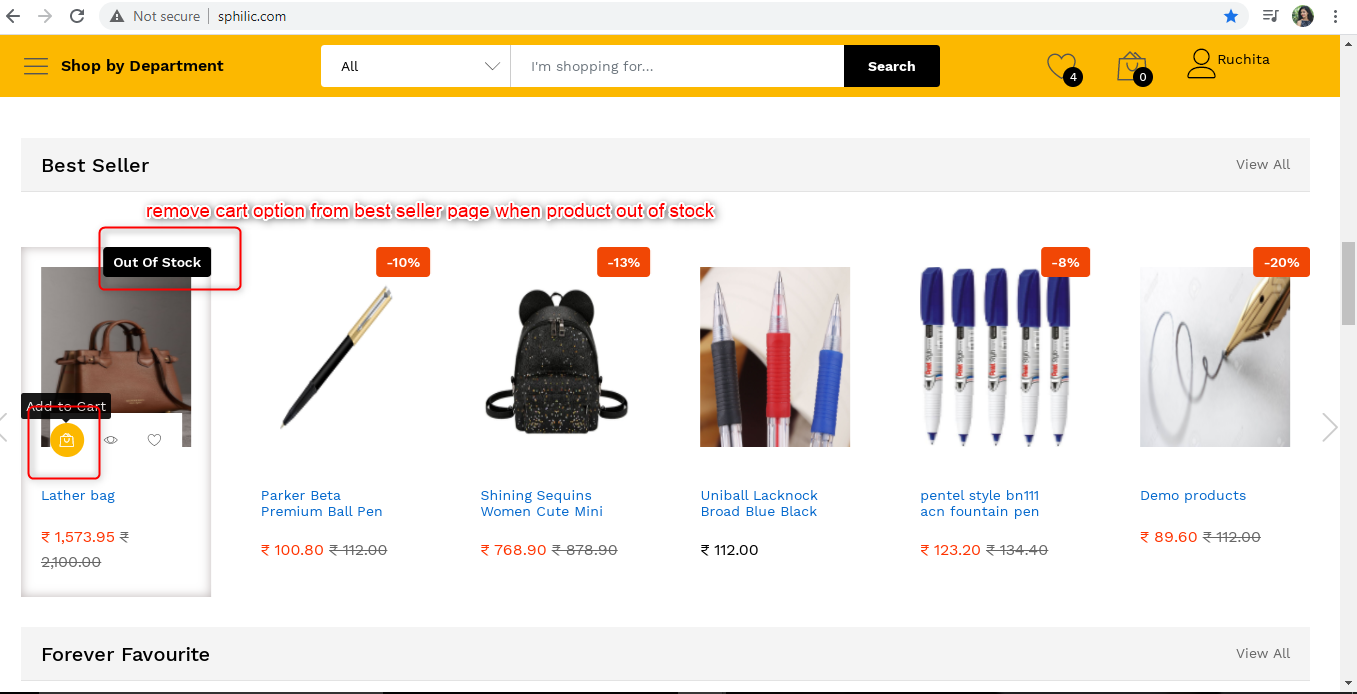 Not secure | sphilic.com
Shop by Department
All
I'm shopping for...
Search
4
0
Ruchita
Best Seller
View All
remove cart option from best seller page when product out of stock
Out Of Stock
-10%
-13%
-8%
-20%
Add to Cart
Lather bag
₹ 1,573.95 ₹
2,100.00
Parker Beta
Premium Ball Pen
₹ 100.80 ₹ 112.00
Shining Sequins
Women Cute Mini
₹ 768.90 ₹ 878.90
Uniball Lacknock
Broad Blue Black
₹ 112.00
pentel style bn111
acn fountain pen
₹ 123.20 ₹ 134.40
Demo products
₹ 89.60 ₹ 112.00
Forever Favourite
View All